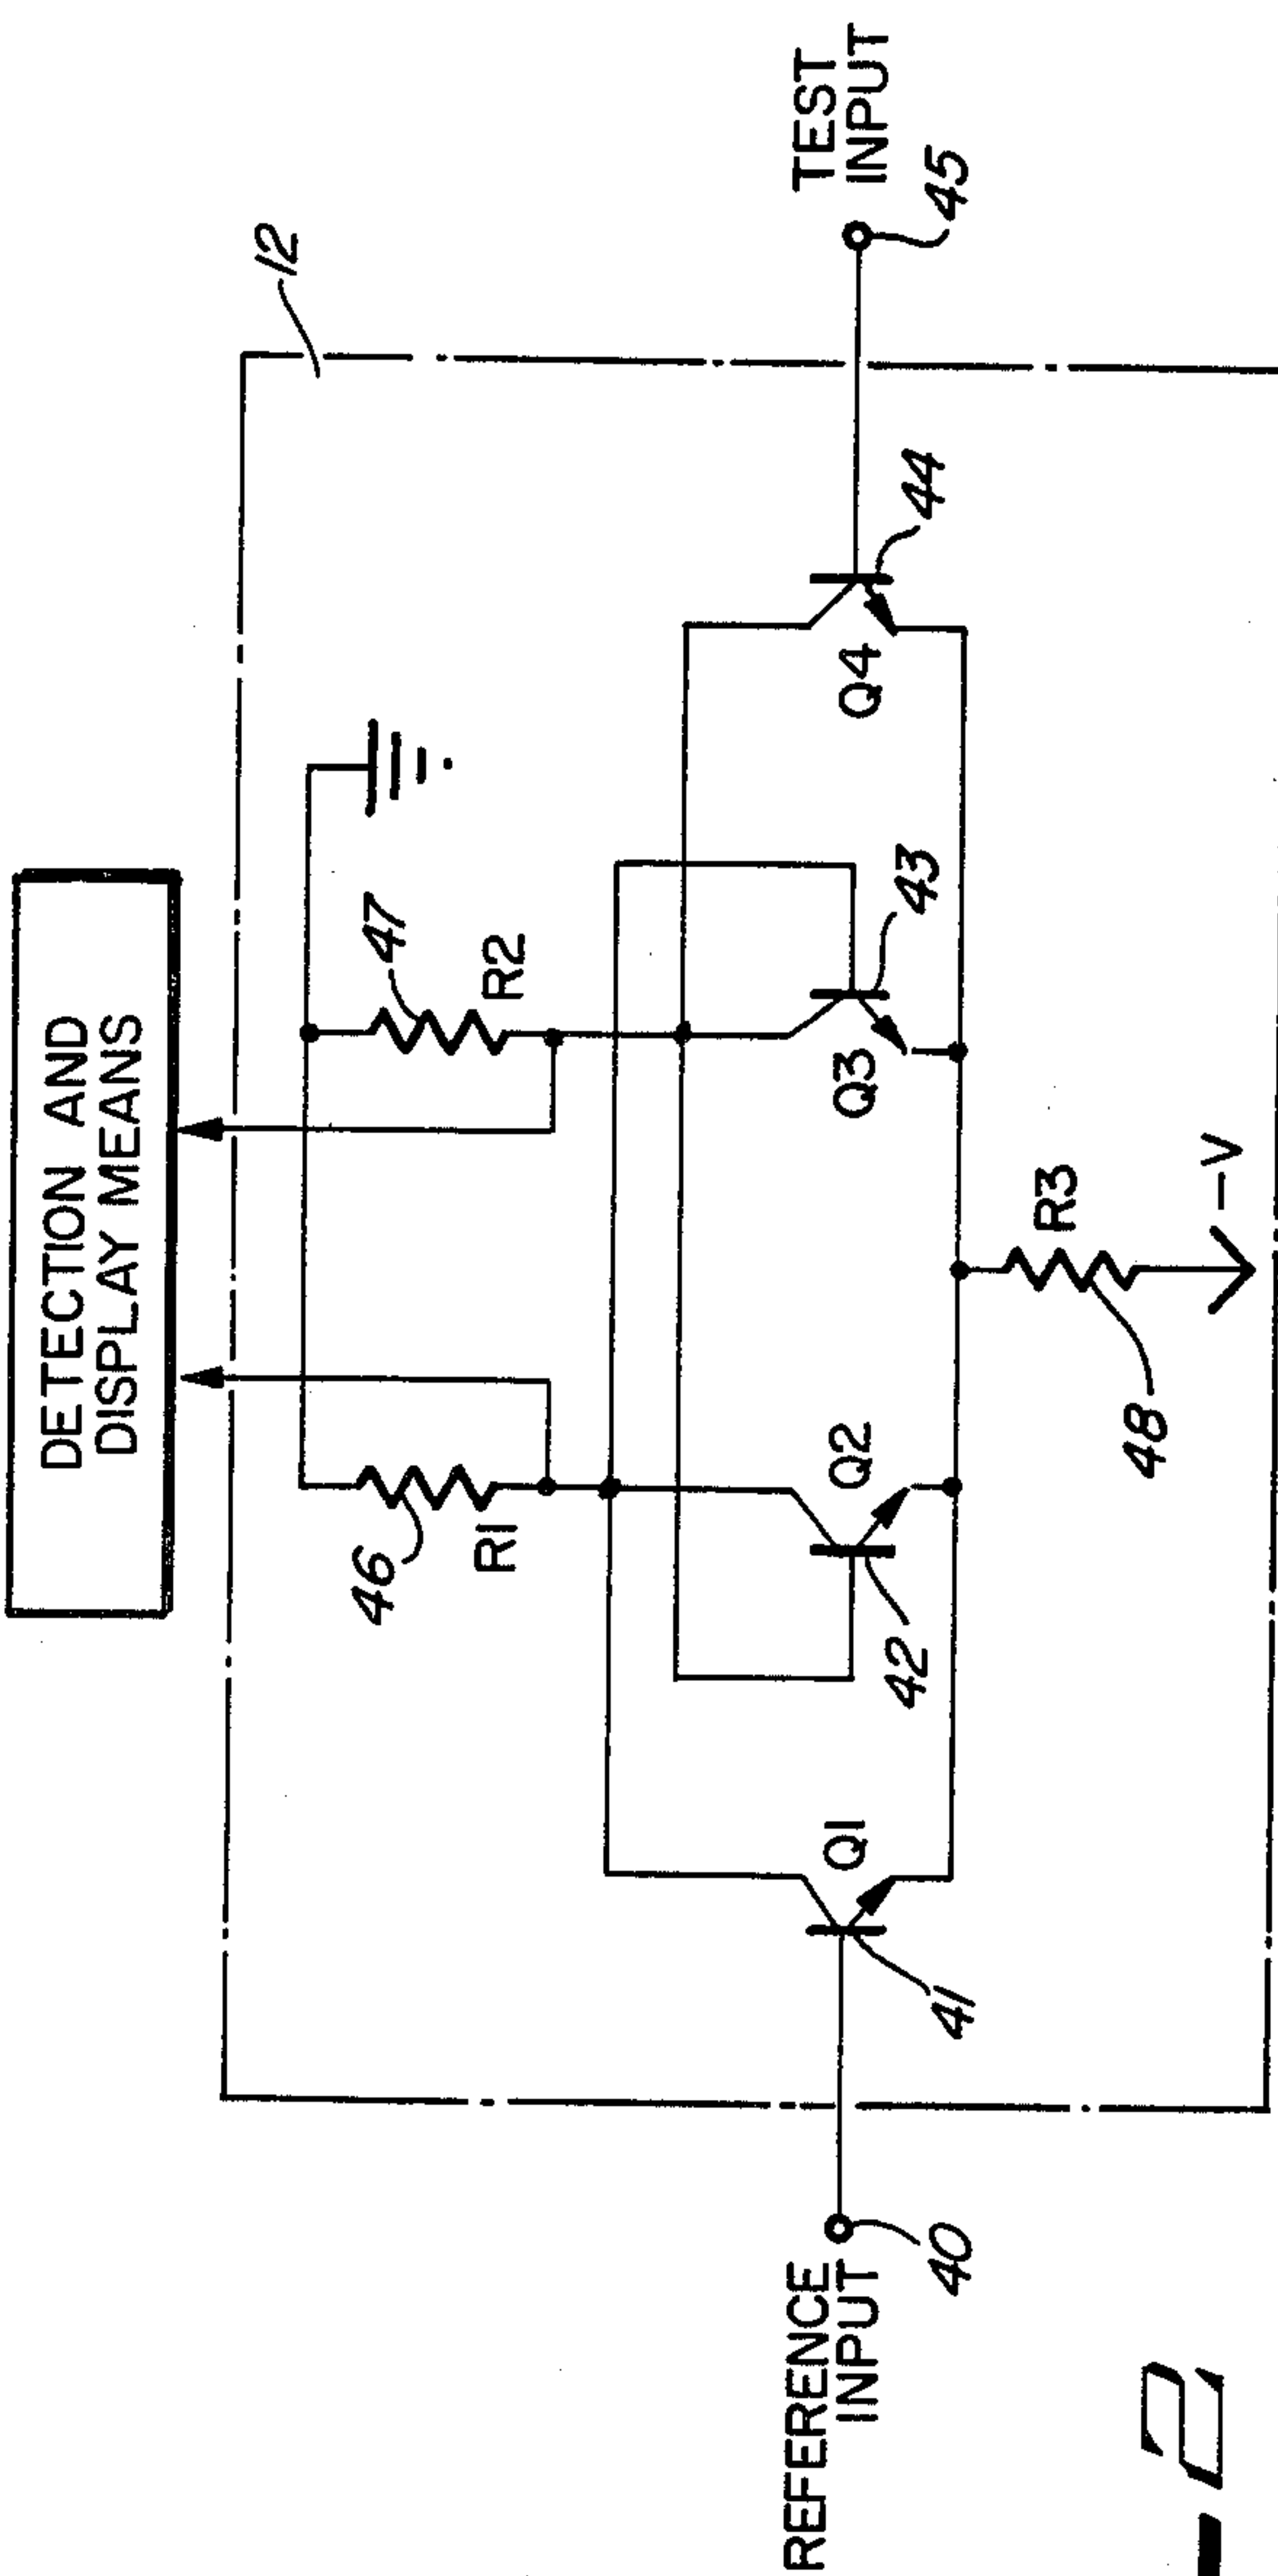 DETECTION AND
DISPLAY MEANS
12
46
R1
47
R2
REFERENCE
INPUT
40
41
Q1
42
Q2
Q3
43
Q4
44
TEST
INPUT
45
48
R3
-V
-2